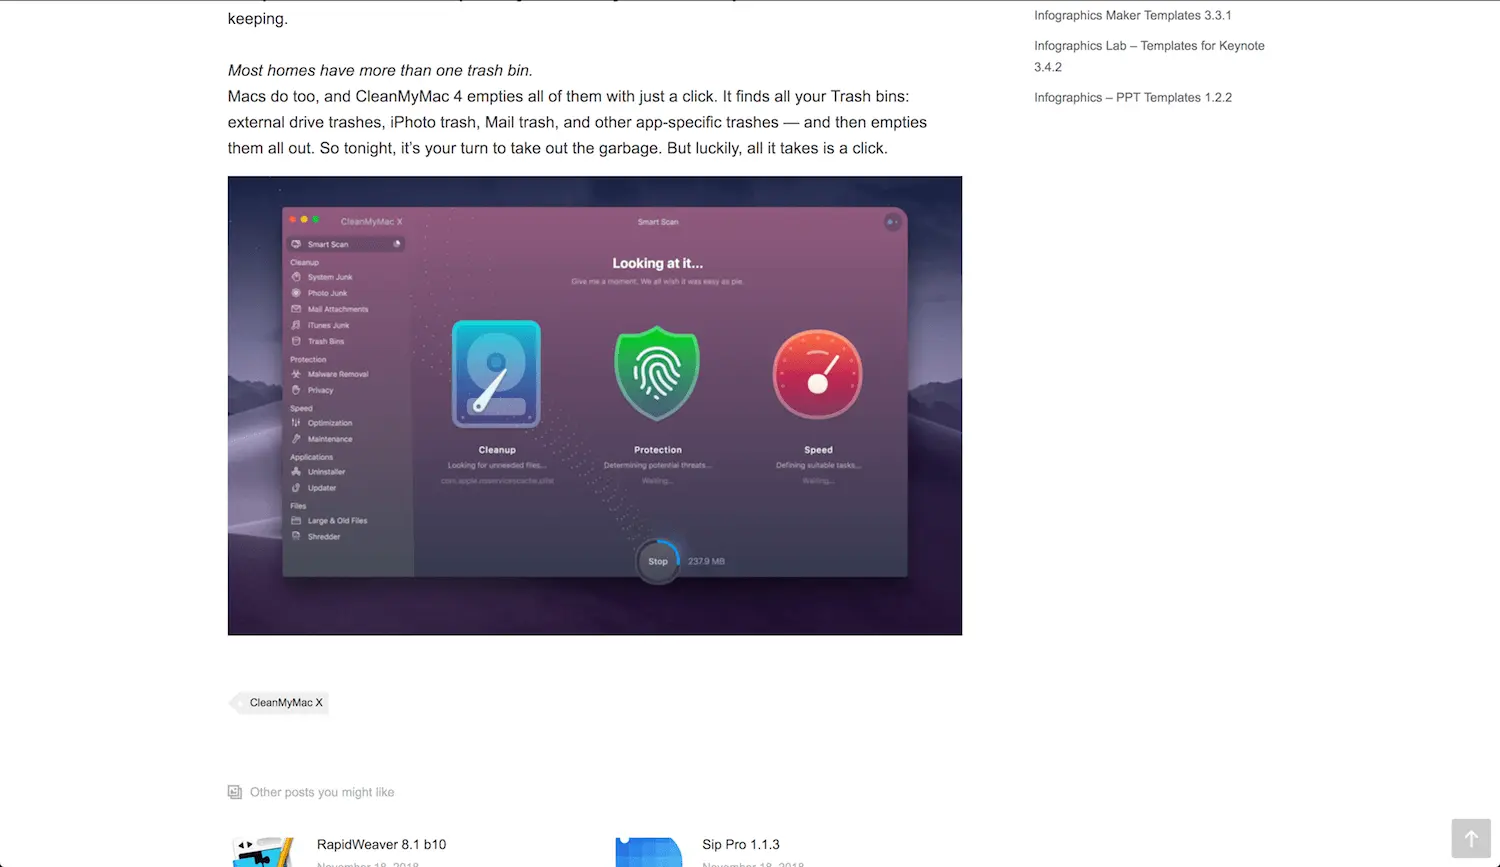 keeping.
Most homes have more than one trash bin.
Macs do too, and CleanMyMac 4 empties all of them with just a click. It finds all your Trash bins:
external drive trashes, iPhoto trash, Mail trash, and other app-specific trashes — and then empties
them all out. So tonight, it's your turn to take out the garbage. But luckily, all it takes is a click.
CleanMyMac X
Smart Scan
Smart Scan
Cleanup
System Junk
Photo Junk
Mail Attachments
iTunes Junk
Trash Bins
Protection
Malware Removal
Privacy
Speed
Optimization
Maintenance
Applications
Uninstaller
Updater
Files
Large & Old Files
Shredder
Looking at it...
Give me a moment. We all wish it was easy as pie.
Cleanup
Looking for unneeded files...
Protection
Determining potential threats...
Waiting...
Speed
Defining suitable tasks...
Waiting...
Stop
237.9 MB
CleanMyMac X
Other posts you might like
RapidWeaver 8.1 b10
November 18, 2018
Sip Pro 1.1.3
November 18, 2018
Infographics Maker Templates 3.3.1
Infographics Lab – Templates for Keynote
3.4.2
Infographics – PPT Templates 1.2.2